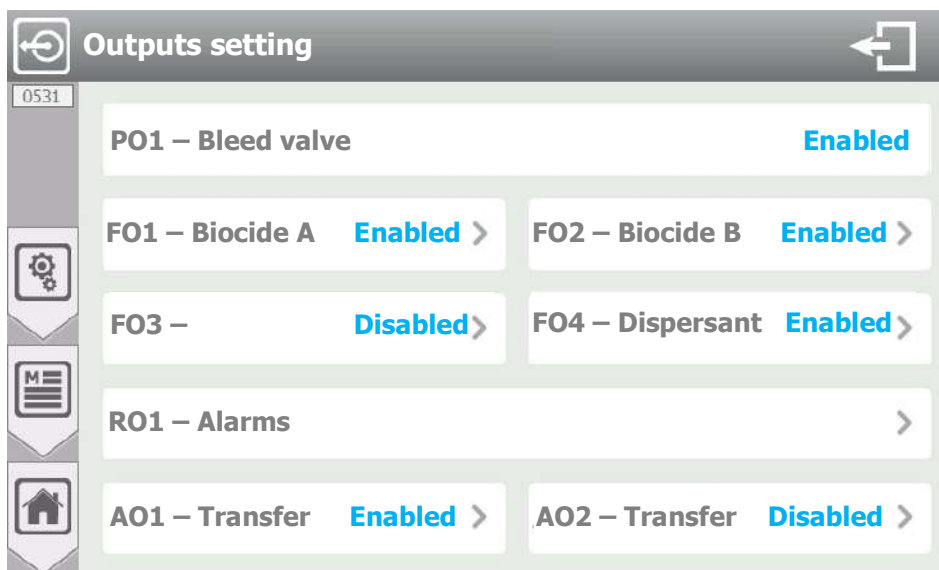 Outputs setting
0531
PO1 – Bleed valve Enabled
FO1 – Biocide A Enabled FO2 – Biocide B Enabled
FO3 – Disabled FO4 – Dispersant Enabled
M
RO1 – Alarms
AO1 – Transfer Enabled AO2 – Transfer Disabled